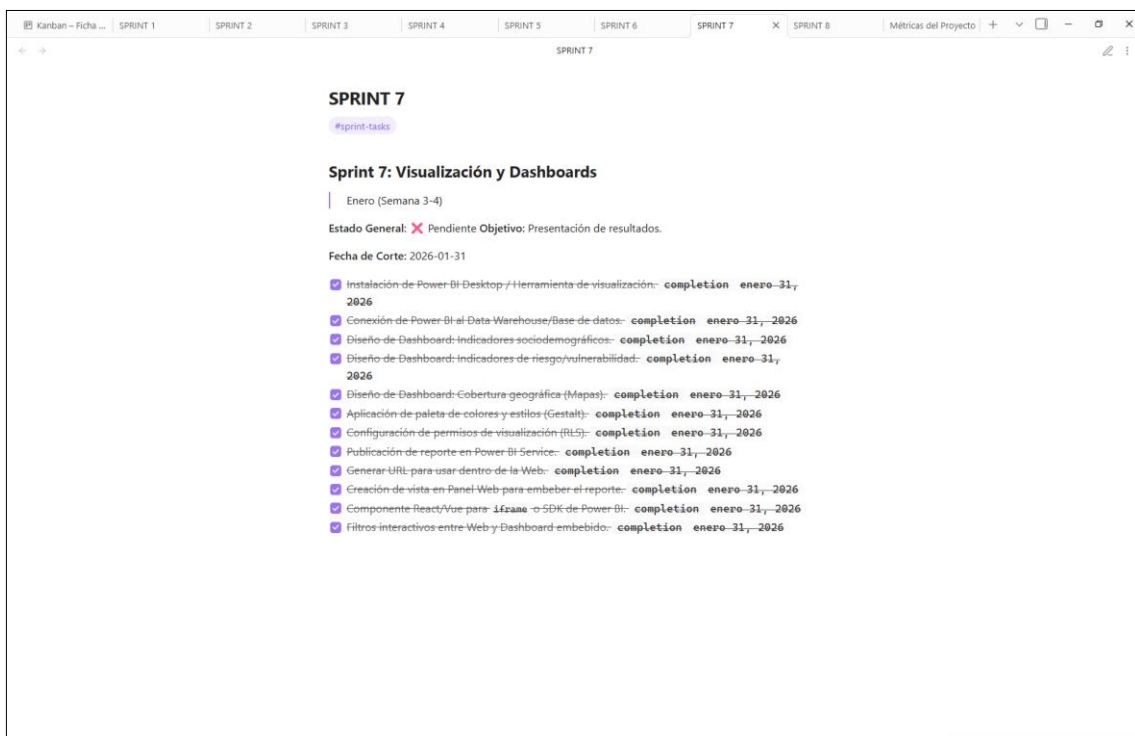 Kanban – Ficha ... SPRINT 1 SPRINT 2 SPRINT 3 SPRINT 4 SPRINT 5 SPRINT 6 SPRINT 7 SPRINT 8 Métricas del Proyecto
SPRINT 7
SPRINT 7
#sprint-tasks
Sprint 7: Visualización y Dashboards
Enero (Semana 3-4)
Estado General: ❌ Pendiente Objetivo: Presentación de resultados.
Fecha de Corte: 2026-01-31
Instalación de Power BI Desktop / Herramienta de visualización. completion enero 31,
2026
Conexión de Power BI al Data Warehouse/Base de datos. completion enero 31, 2026
Diseño de Dashboard: Indicadores sociodemográficos. completion enero 31, 2026
Diseño de Dashboard: Indicadores de riesgo/vulnerabilidad. completion enero 31,
2026
Diseño de Dashboard: Cobertura geográfica (Mapas). completion enero 31, 2026
Aplicación de paleta de colores y estilos (Gestalt). completion enero 31, 2026
Configuración de permisos de visualización (RLS). completion enero 31, 2026
Publicación de reporte en Power BI Service. completion enero 31, 2026
Generar URL para usar dentro de la Web. completion enero 31, 2026
Creación de vista en Panel Web para embeber el reporte. completion enero 31, 2026
Componente React/Vue para iframe o SDK de Power BI. completion enero 31, 2026
Filtros interactivos entre Web y Dashboard embebido. completion enero 31, 2026